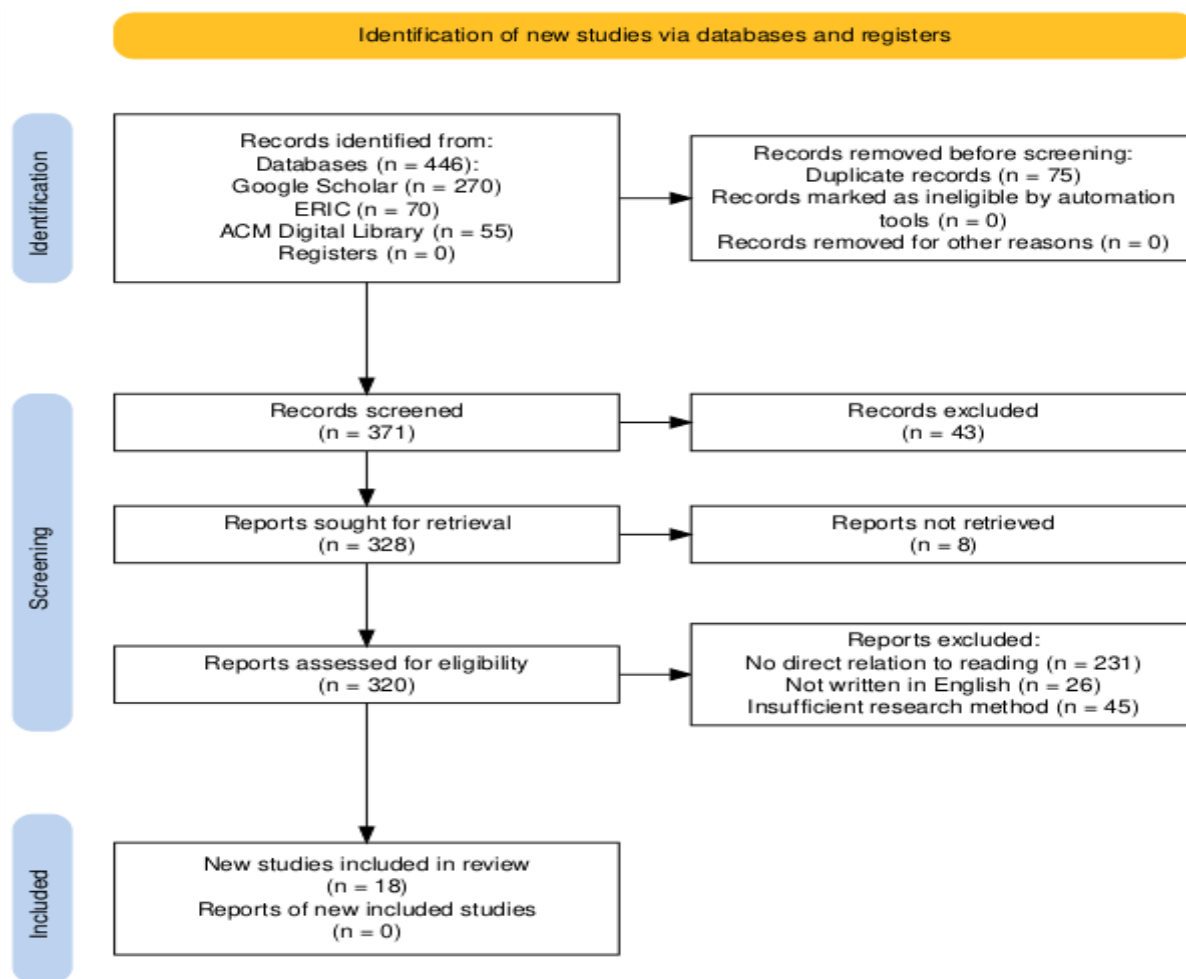 Identification of new studies via databases and registers
Identification
Records identified from:
Databases (n = 446):
Google Scholar (n = 270)
ERIC (n = 70)
ACM Digital Library (n = 55)
Registers (n = 0)
Records removed before screening:
Duplicate records (n = 75)
Records marked as ineligible by automation
tools (n = 0)
Records removed for other reasons (n = 0)
Screening
Records screened
(n = 371)
Records excluded
(n = 43)
Reports sought for retrieval
(n = 328)
Reports not retrieved
(n = 8)
Reports assessed for eligibility
(n = 320)
Reports excluded:
No direct relation to reading (n = 231)
Not written in English (n = 26)
Insufficient research method (n = 45)
Included
New studies included in review
(n = 18)
Reports of new included studies
(n = 0)